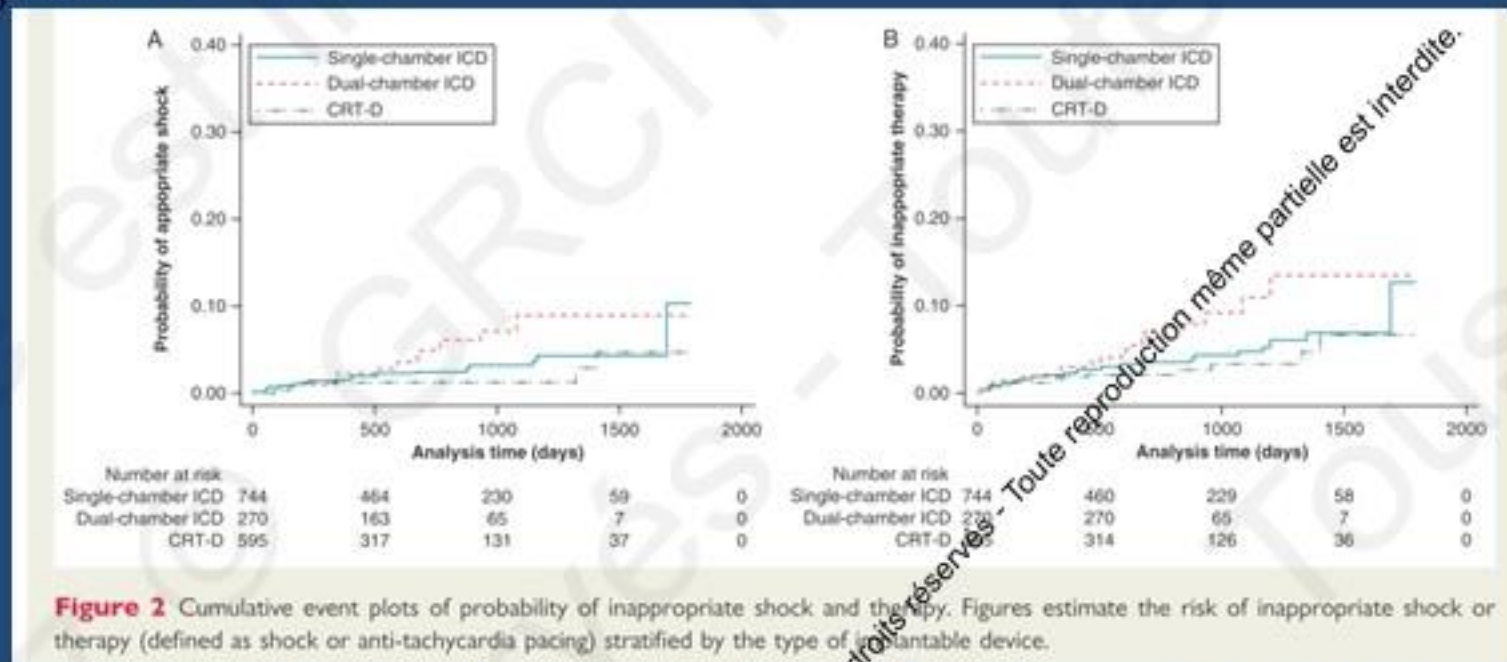 A
0.40
0.30
0.20
0.10
0.00
Probability of appopriate shock
Single-chamber ICD
Dual-chamber ICD
CRT-D
0 500 1000 1500 2000
Analysis time (days)
Number at risk
Single-chamber ICD 744 464 230 59 0
Dual-chamber ICD 270 163 65 7 0
CRT-D 595 317 131 37 0
B
0.40
0.30
0.20
0.10
0.00
Probability of inappopriate therapy
Single-chamber ICD
Dual-chamber ICD
CRT-D
0 1000 1500 2000
Analysis time (days)
Number at risk
Single-chamber ICD 744 460 229 58 0
Dual-chamber ICD 270 65 7 0
CRT-D 314 126 36 0
Figure 2 Cumulative event plots of probability of inappropriate shock and therapy. Figures estimate the risk of inappropriate shock or
therapy (defined as shock or anti-tachycardia pacing) stratified by the type of implantable device.
droits réservés - Toute reproduction même partielle est interdite.
est
GRCI
©
- Toute
Tous